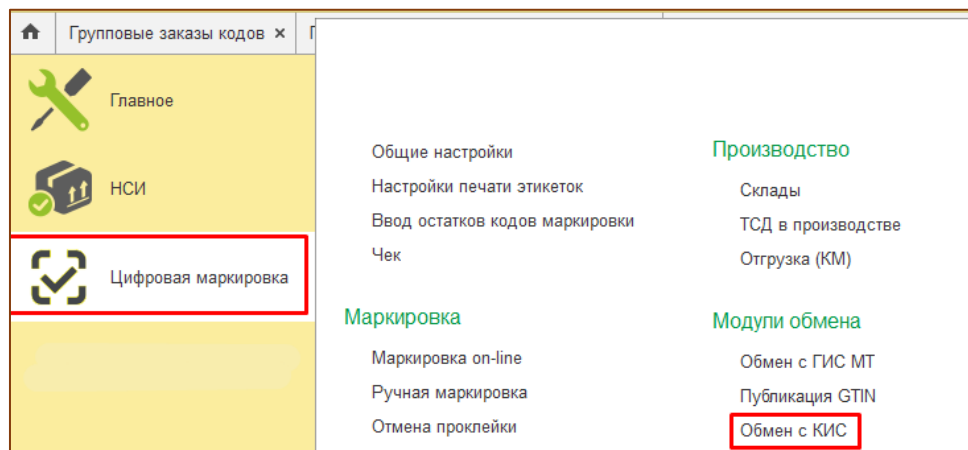 Групповые заказы кодов ×
Главное
НСИ
Цифровая маркировка
Общие настройки
Настройки печати этикеток
Ввод остатков кодов маркировки
Чек
Маркировка
Маркировка on-line
Ручная маркировка
Отмена проклейки
Производство
Склады
ТСД в производстве
Отгрузка (КМ)
Модули обмена
Обмен с ГИС МТ
Публикация GTIN
Обмен с КИС